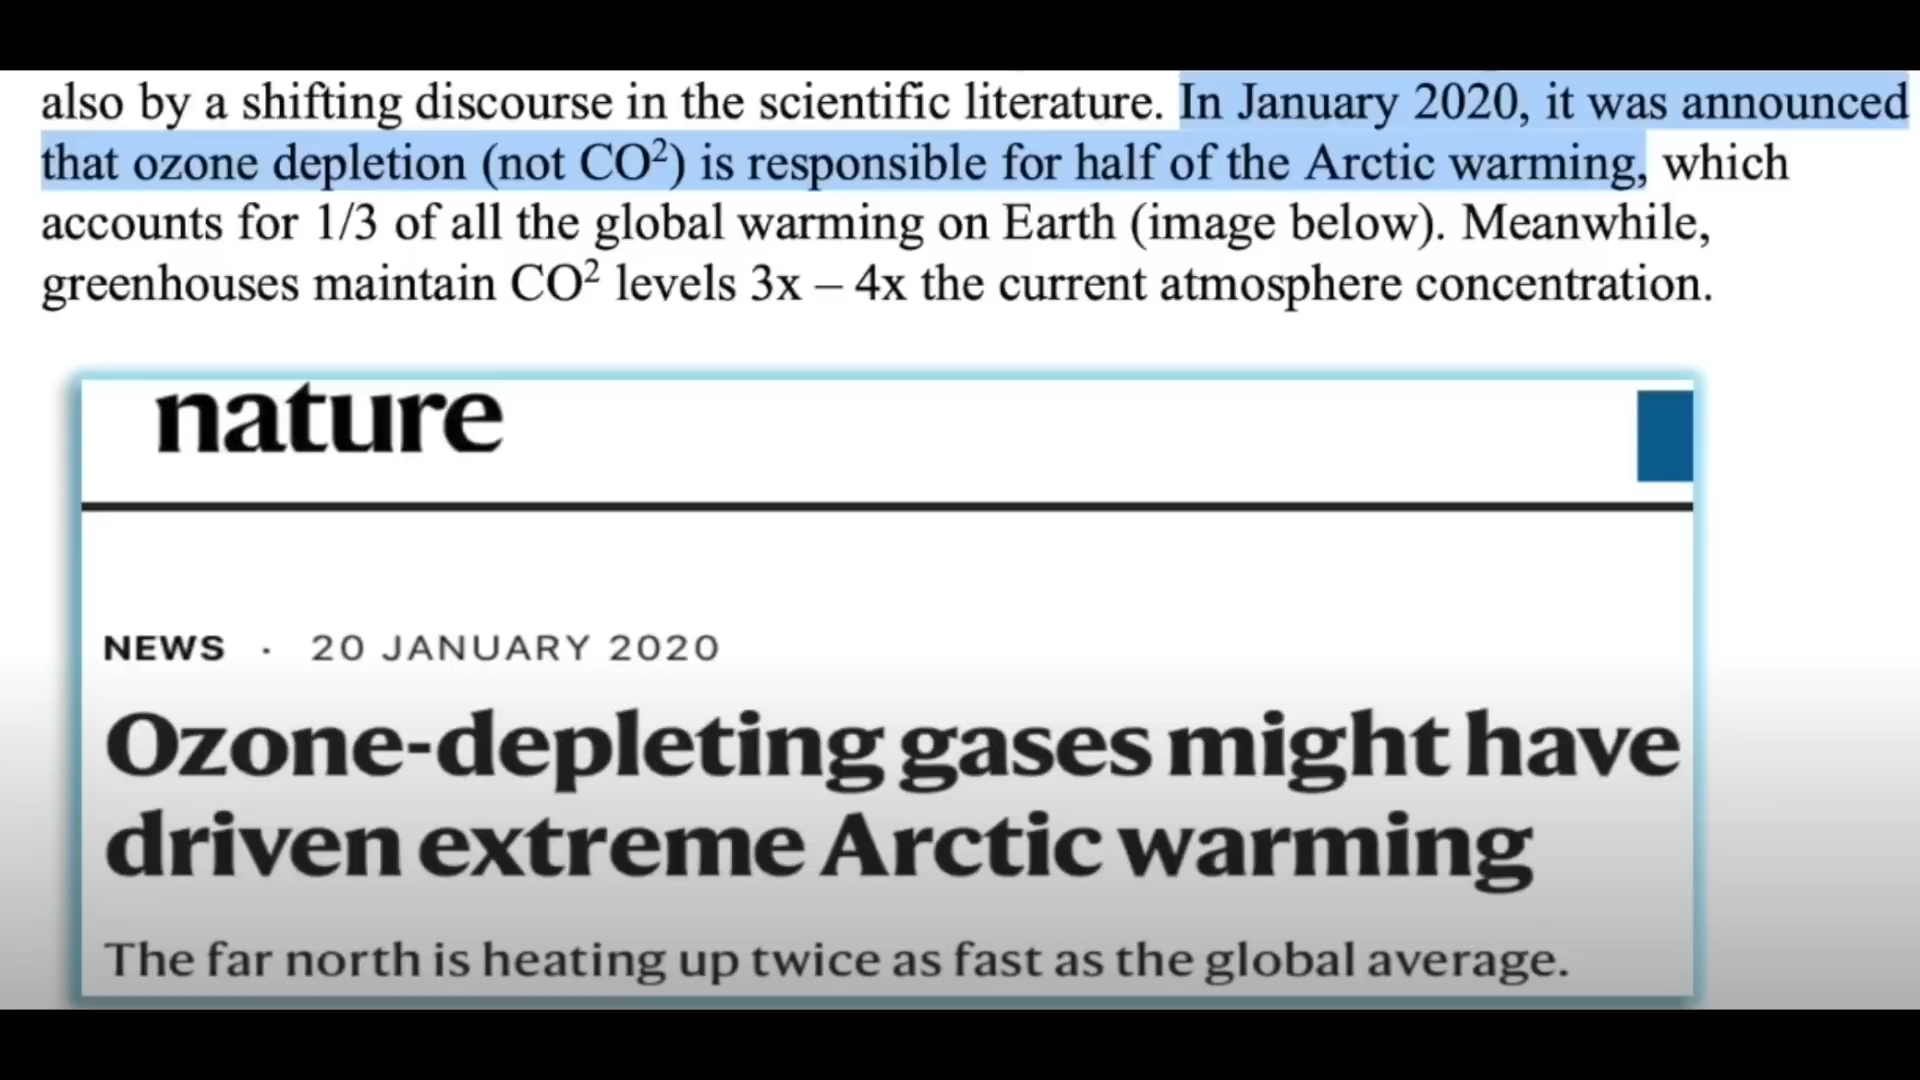 also by a shifting discourse in the scientific literature. In January 2020, it was announced
that ozone depletion (not CO²) is responsible for half of the Arctic warming, which
accounts for 1/3 of all the global warming on Earth (image below). Meanwhile,
greenhouses maintain CO² levels 3x – 4x the current atmosphere concentration.
nature
NEWS · 20 JANUARY 2020
Ozone-depleting gases might have
driven extreme Arctic warming
The far north is heating up twice as fast as the global average.